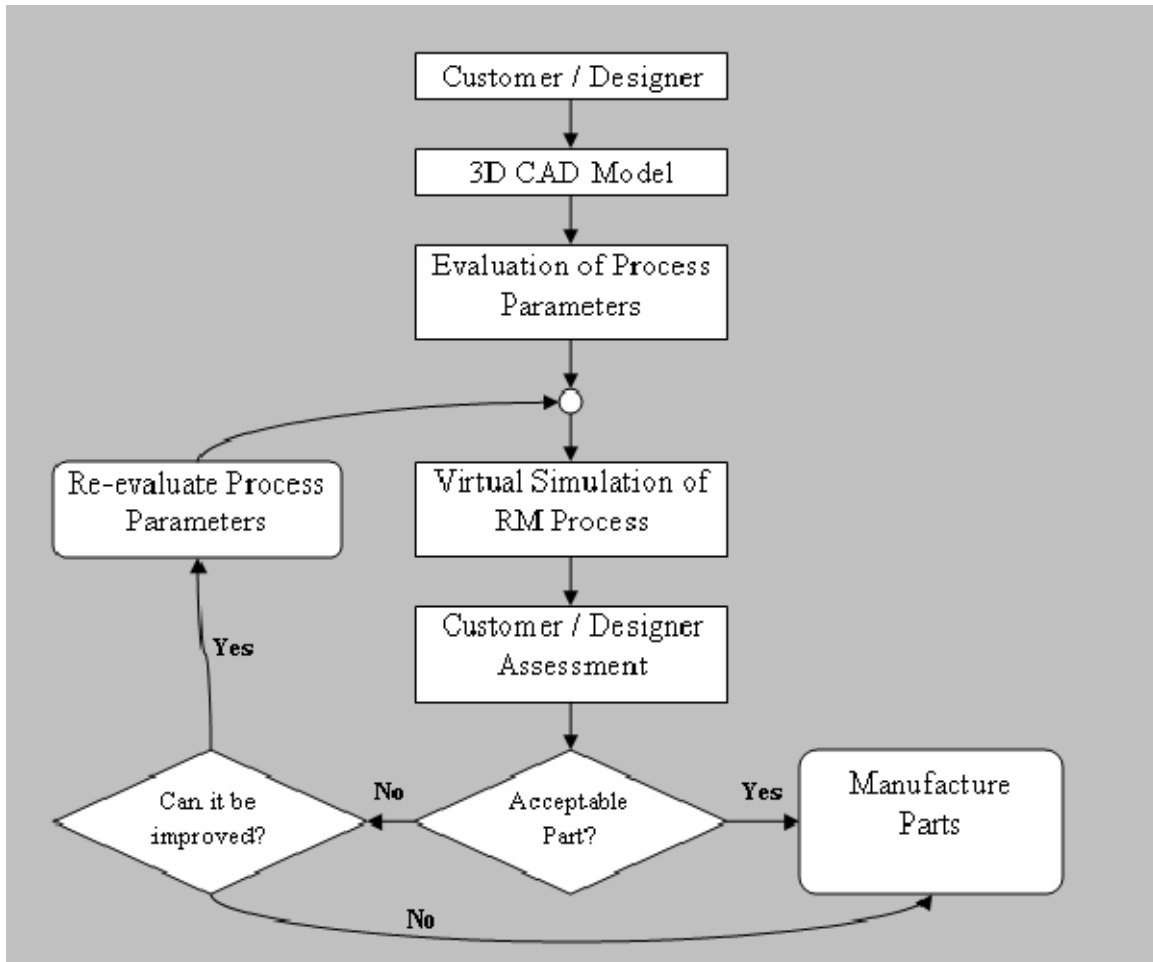 Customer / Designer
3D CAD Model
Evaluation of Process
Parameters
Re-evaluate Process
Parameters
Virtual Simulation of
RM Process
Customer / Designer
Assessment
Yes
Can it be
improved?
No
Acceptable
Part?
Yes
Manufacture
Parts
No